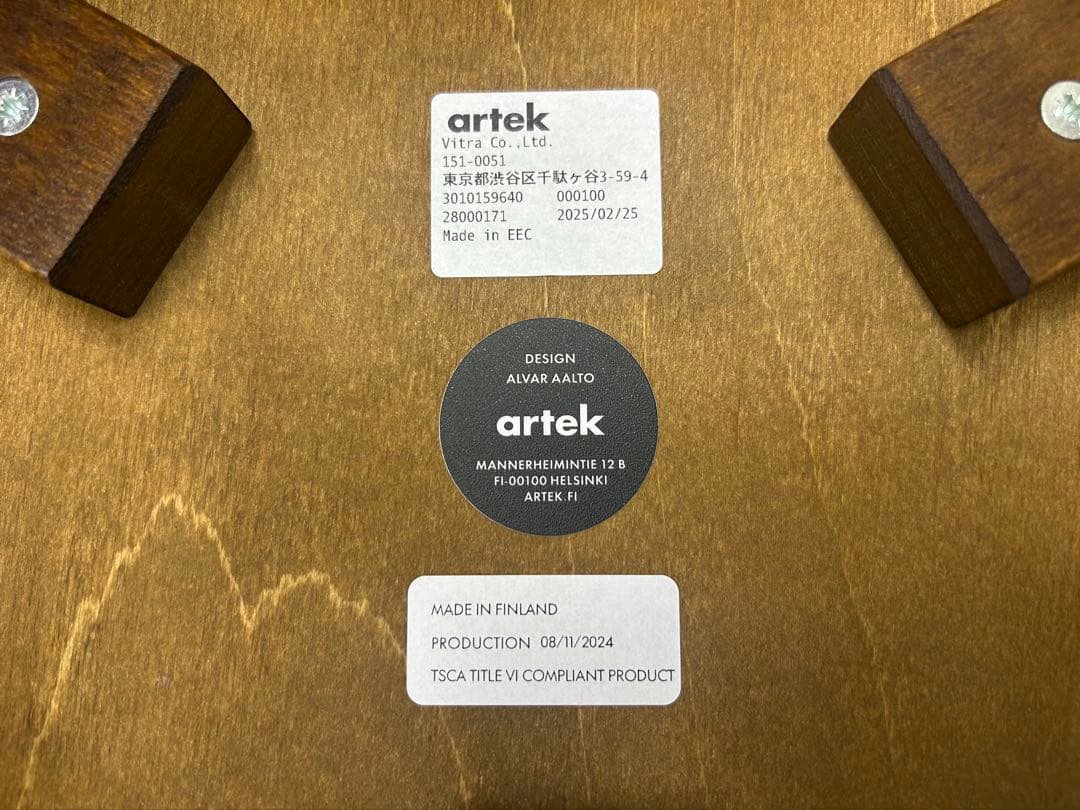 artek
Vitra Co.,Ltd.
151-0051
東京都渋谷区千駄ヶ谷3-59-4
3010159640 000100
28000171 2025/02/25
Made in EEC
DESIGN
ALVAR AALTO
artek
MANNERHEIMINTIE 12 B
FI-00100 HELSINKI
ARTEK.FI
MADE IN FINLAND
PRODUCTION 08/11/2024
TSCA TITLE VI COMPLIANT PRODUCT